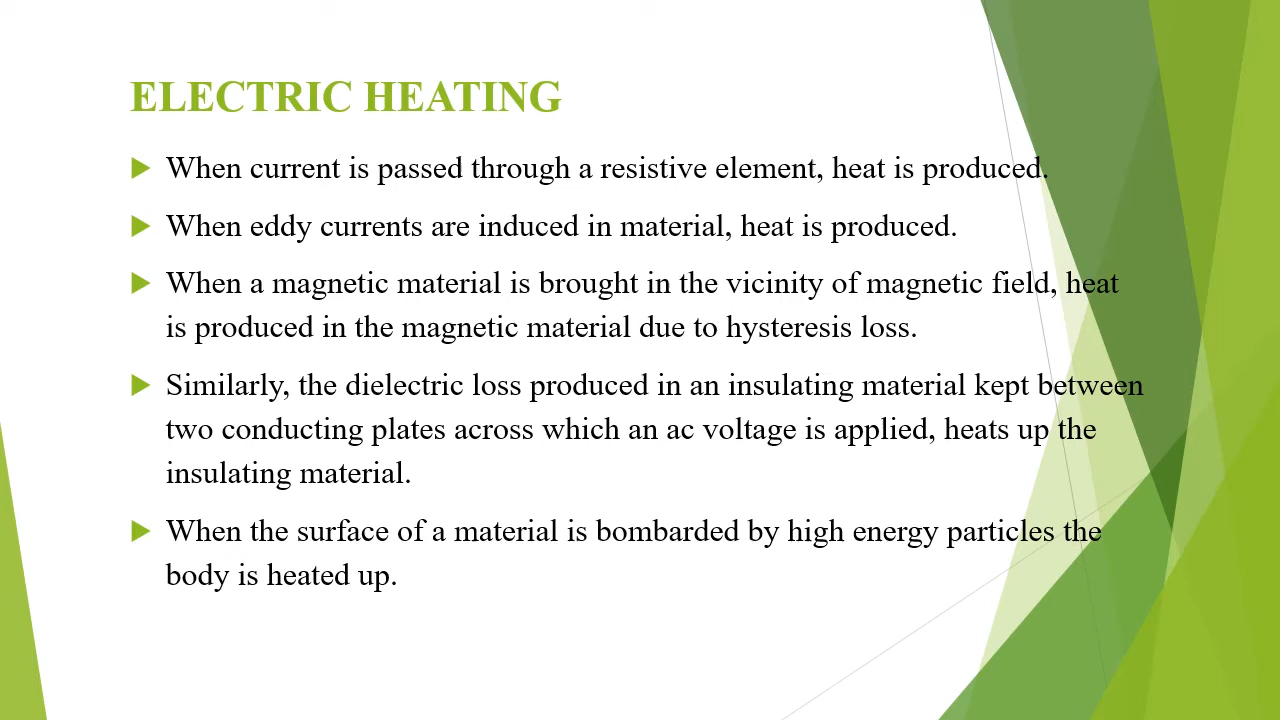 ELECTRIC HEATING
When current is passed through a resistive element, heat is produced.
When eddy currents are induced in material, heat is produced.
When a magnetic material is brought in the vicinity of magnetic field, heat
is produced in the magnetic material due to hysteresis loss.
Similarly, the dielectric loss produced in an insulating material kept between
two conducting plates across which an ac voltage is applied, heats up the
insulating material.
When the surface of a material is bombarded by high energy particles the
body is heated up.